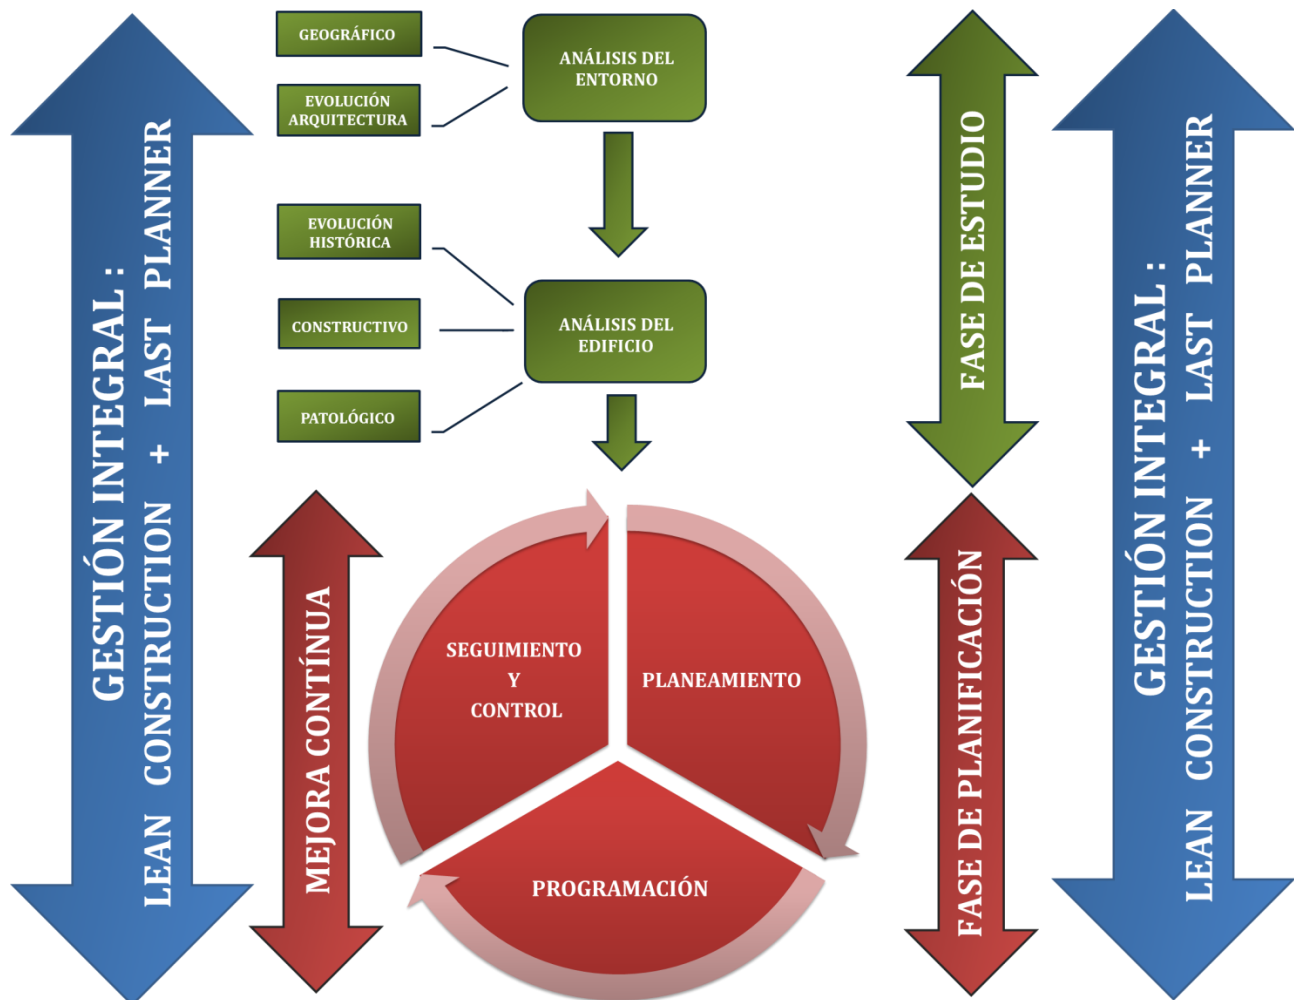 GESTIÓN INTEGRAL :
LEAN CONSTRUCTION + LAST PLANNER
GEOGRÁFICO
EVOLUCIÓN
ARQUITECTURA
ANÁLISIS DEL
ENTORNO
EVOLUCIÓN
HISTÓRICA
CONSTRUCTIVO
PATOLÓGICO
ANÁLISIS DEL
EDIFICIO
FASE DE ESTUDIO
MEJORA CONTÍNUA
SEGUIMIENTO
Y
CONTROL
PLANEAMIENTO
PROGRAMACIÓN
FASE DE PLANIFICACIÓN
GESTIÓN INTEGRAL :
LEAN CONSTRUCTION + LAST PLANNER